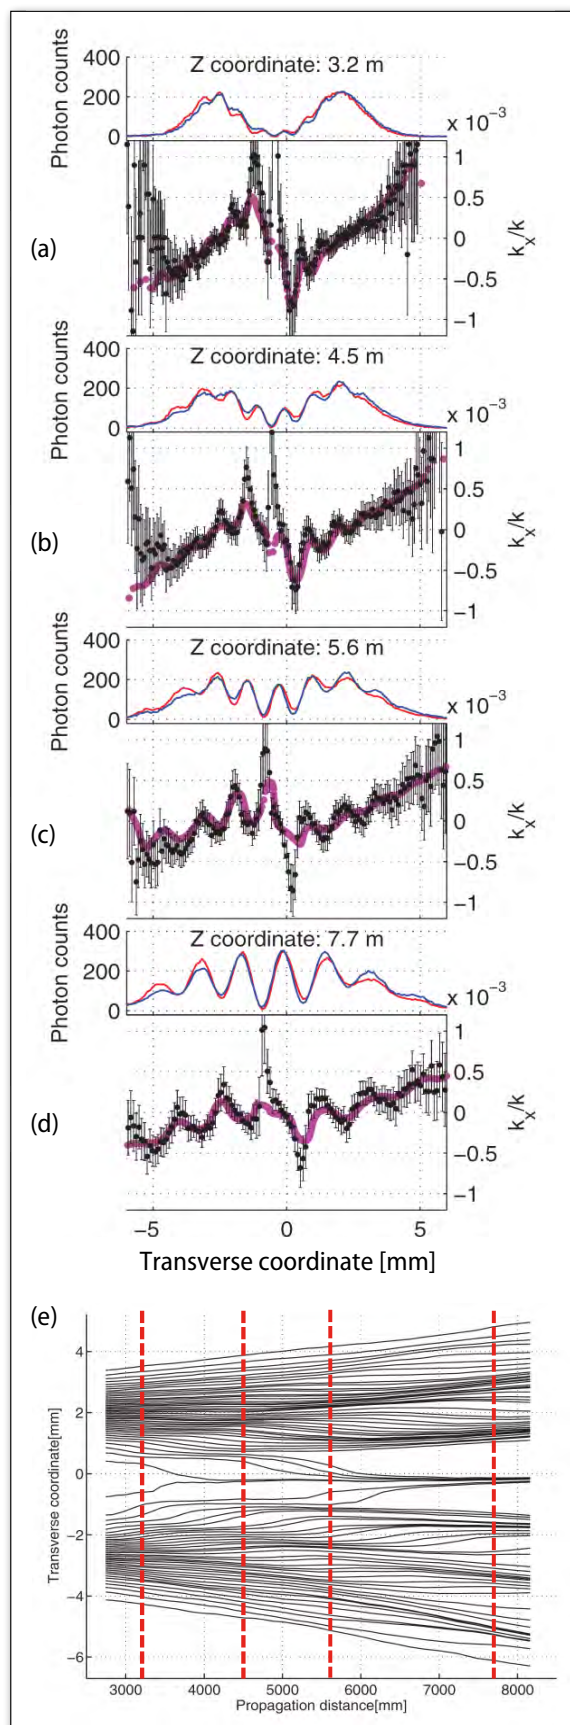 400
Z coordinate: 3.2 m
Photon counts
200
0
x 10⁻³
1
0.5
(a)
0
k_x/k
−0.5
−1
400
Z coordinate: 4.5 m
Photon counts
200
0
x 10⁻³
1
0.5
(b)
0
k_x/k
−0.5
−1
400
Z coordinate: 5.6 m
Photon counts
200
0
x 10⁻³
1
0.5
(c)
0
k_x/k
−0.5
−1
400
Z coordinate: 7.7 m
Photon counts
200
0
x 10⁻³
1
0.5
(d)
0
k_x/k
−0.5
−1
−5 0 5
Transverse coordinate [mm]
(e)
4
2
0
Transverse coordinate[mm]
−2
−4
−6
3000 4000 5000 6000 7000 8000
Propagation distance[mm]